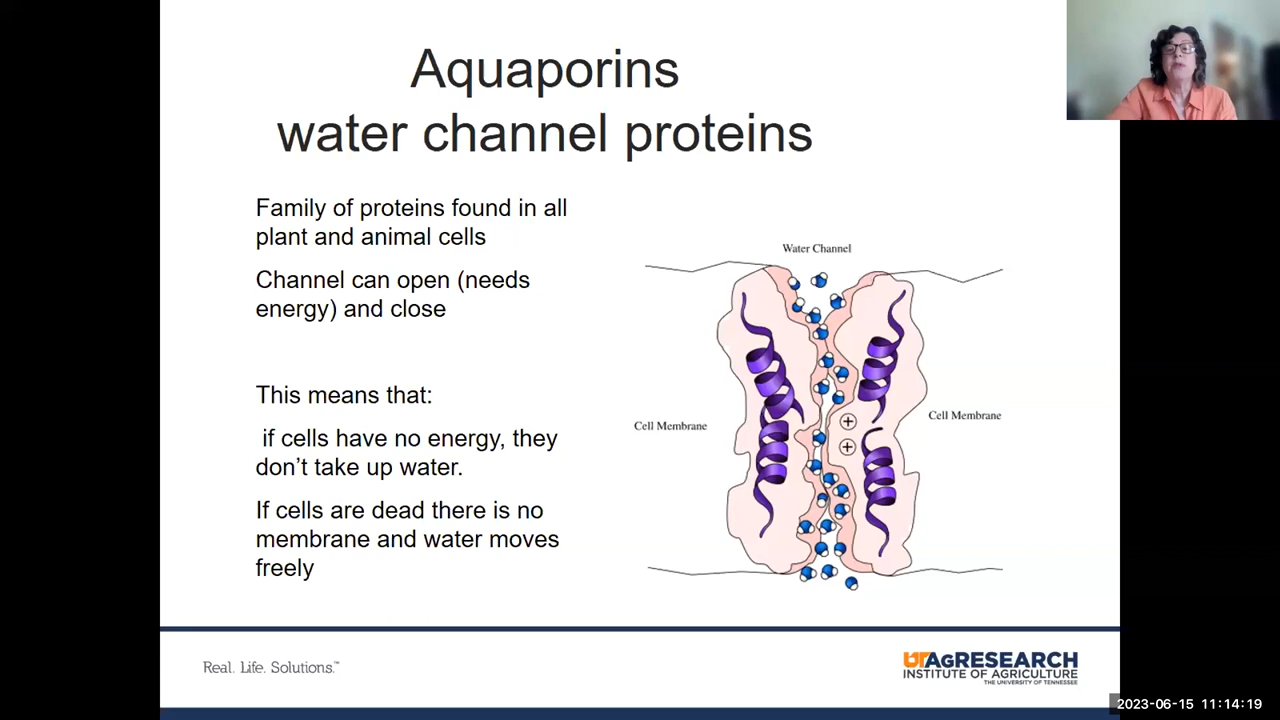 Aquaporins
water channel proteins
Family of proteins found in all
plant and animal cells
Channel can open (needs
energy) and close
This means that:
if cells have no energy, they
don’t take up water.
If cells are dead there is no
membrane and water moves
freely
Water Channel
Cell Membrane
Cell Membrane
+
+
Real. Life. Solutions.™
UT AGRESEARCH
INSTITUTE OF AGRICULTURE
THE UNIVERSITY OF TENNESSEE
2023-06-15 11:14:19